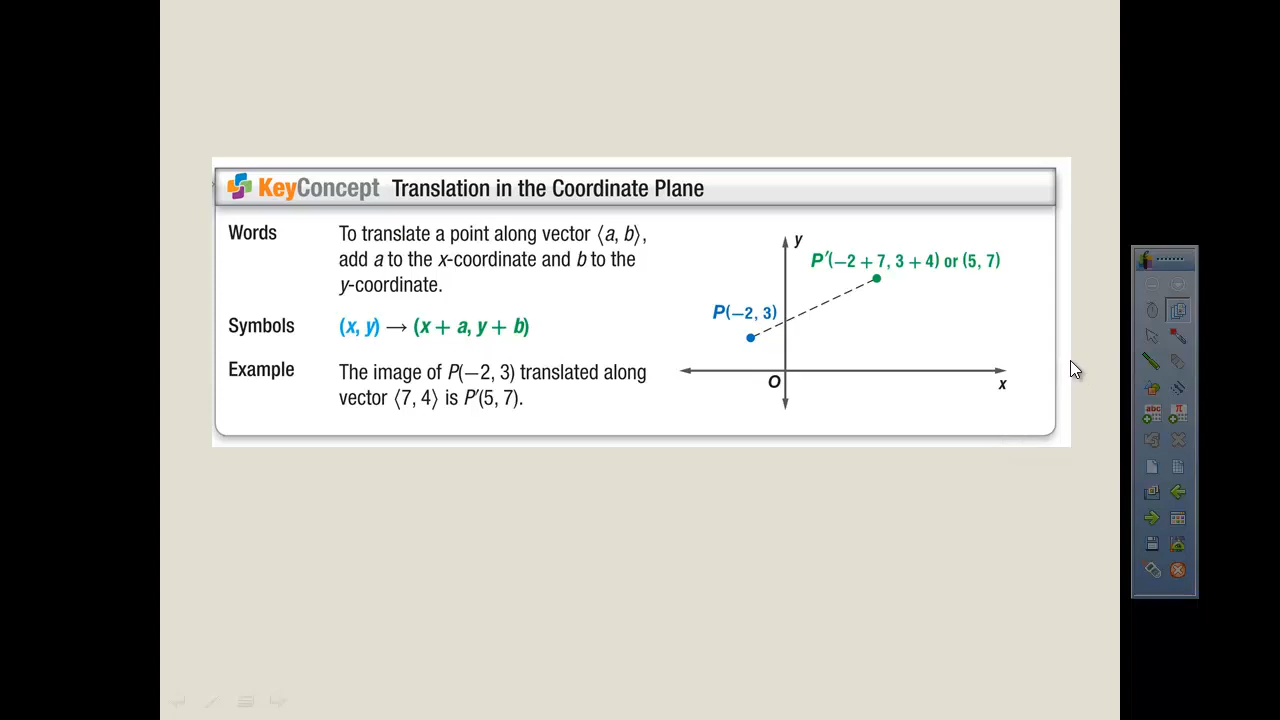 KeyConcept Translation in the Coordinate Plane
Words
To translate a point along vector ⟨a, b⟩,
add a to the x-coordinate and b to the
y-coordinate.
Symbols
(x, y) → (x + a, y + b)
Example
The image of P(−2, 3) translated along
vector ⟨7, 4⟩ is P′(5, 7).
y
P′(−2 + 7, 3 + 4) or (5, 7)
P(−2, 3)
O
x
abc
π